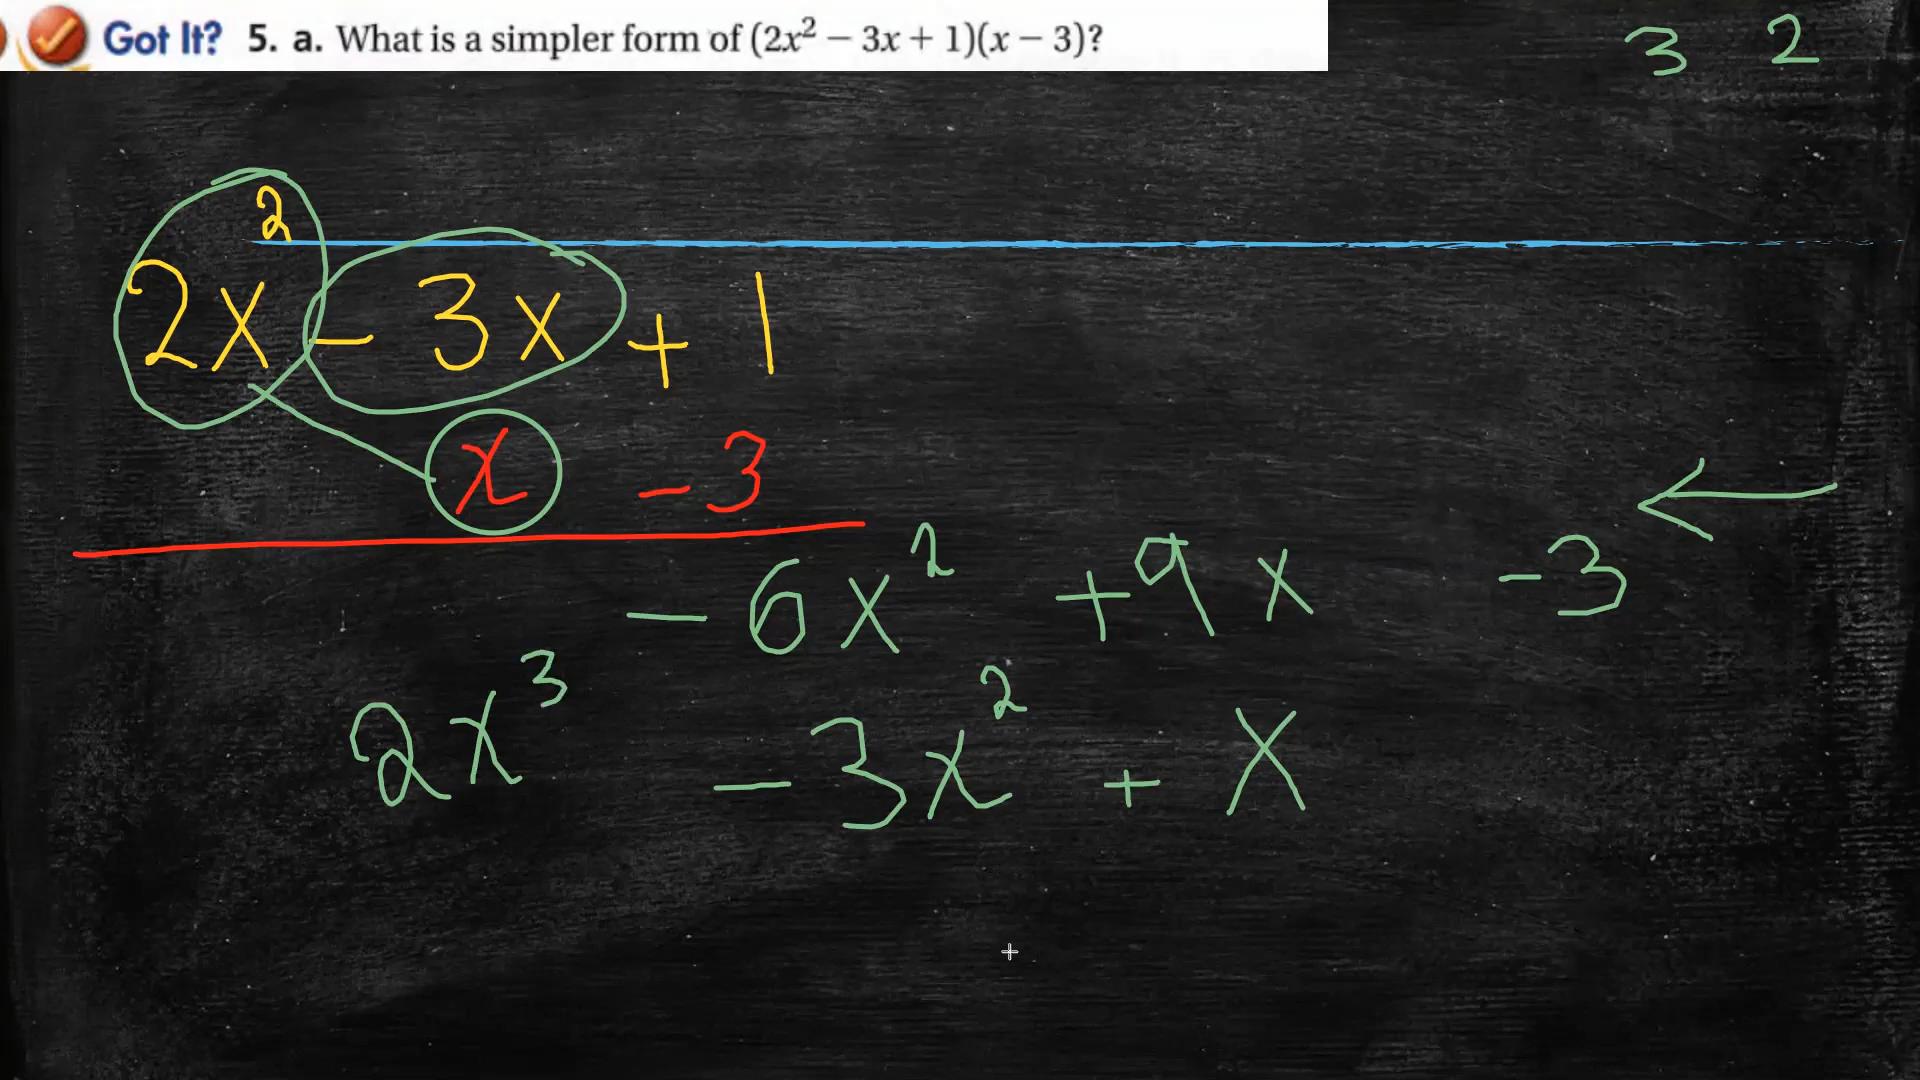 Got It? 5. a. What is a simpler form of (2x² − 3x + 1)(x − 3)?
3 2
2x² - 3x + 1
x - 3
- 6x² + 9x - 3
2x³ - 3x² + x